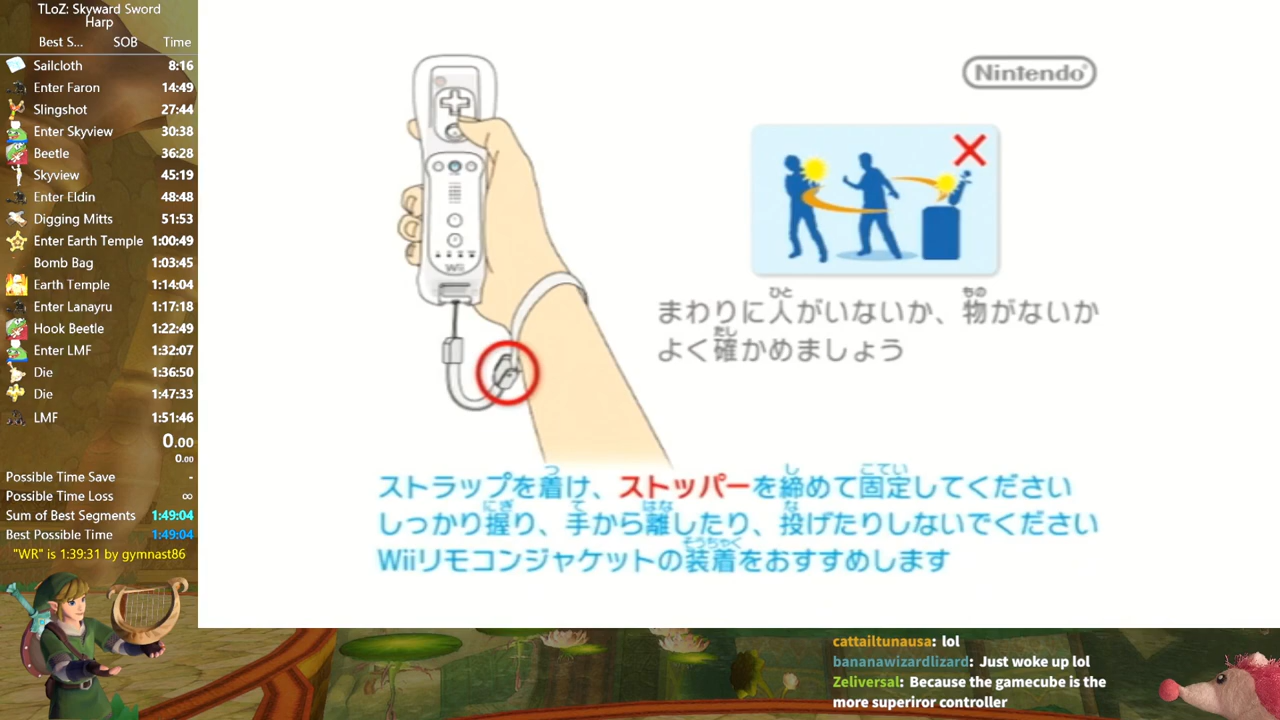 TLoZ: Skyward Sword
Harp
Best S... SOB Time
Sailcloth 8:16
Enter Faron 14:49
Slingshot 27:44
Enter Skyview 30:38
Beetle 36:28
Skyview 45:19
Enter Eldin 48:48
Digging Mitts 51:53
Enter Earth Temple 1:00:49
Bomb Bag 1:03:45
Earth Temple 1:14:04
Enter Lanayru 1:17:18
Hook Beetle 1:22:49
Enter LMF 1:32:07
Die 1:36:50
Die 1:47:33
LMF 1:51:46
0.00
0.00
Possible Time Save -
Possible Time Loss ∞
Sum of Best Segments 1:49:04
Best Possible Time 1:49:04
"WR" is 1:39:31 by gymnast86
Nintendo®
Wii
まわりに人がいないか、物がないか
よく確かめましょう
ストラップを着け、ストッパーを締めて固定してください
しっかり握り、手から離したり、投げたりしないでください
Wiiリモコンジャケットの装着をおすすめします
cattailtunausa: lol
bananawizardlizard: Just woke up lol
Zeliversal: Because the gamecube is the
more superiror controller